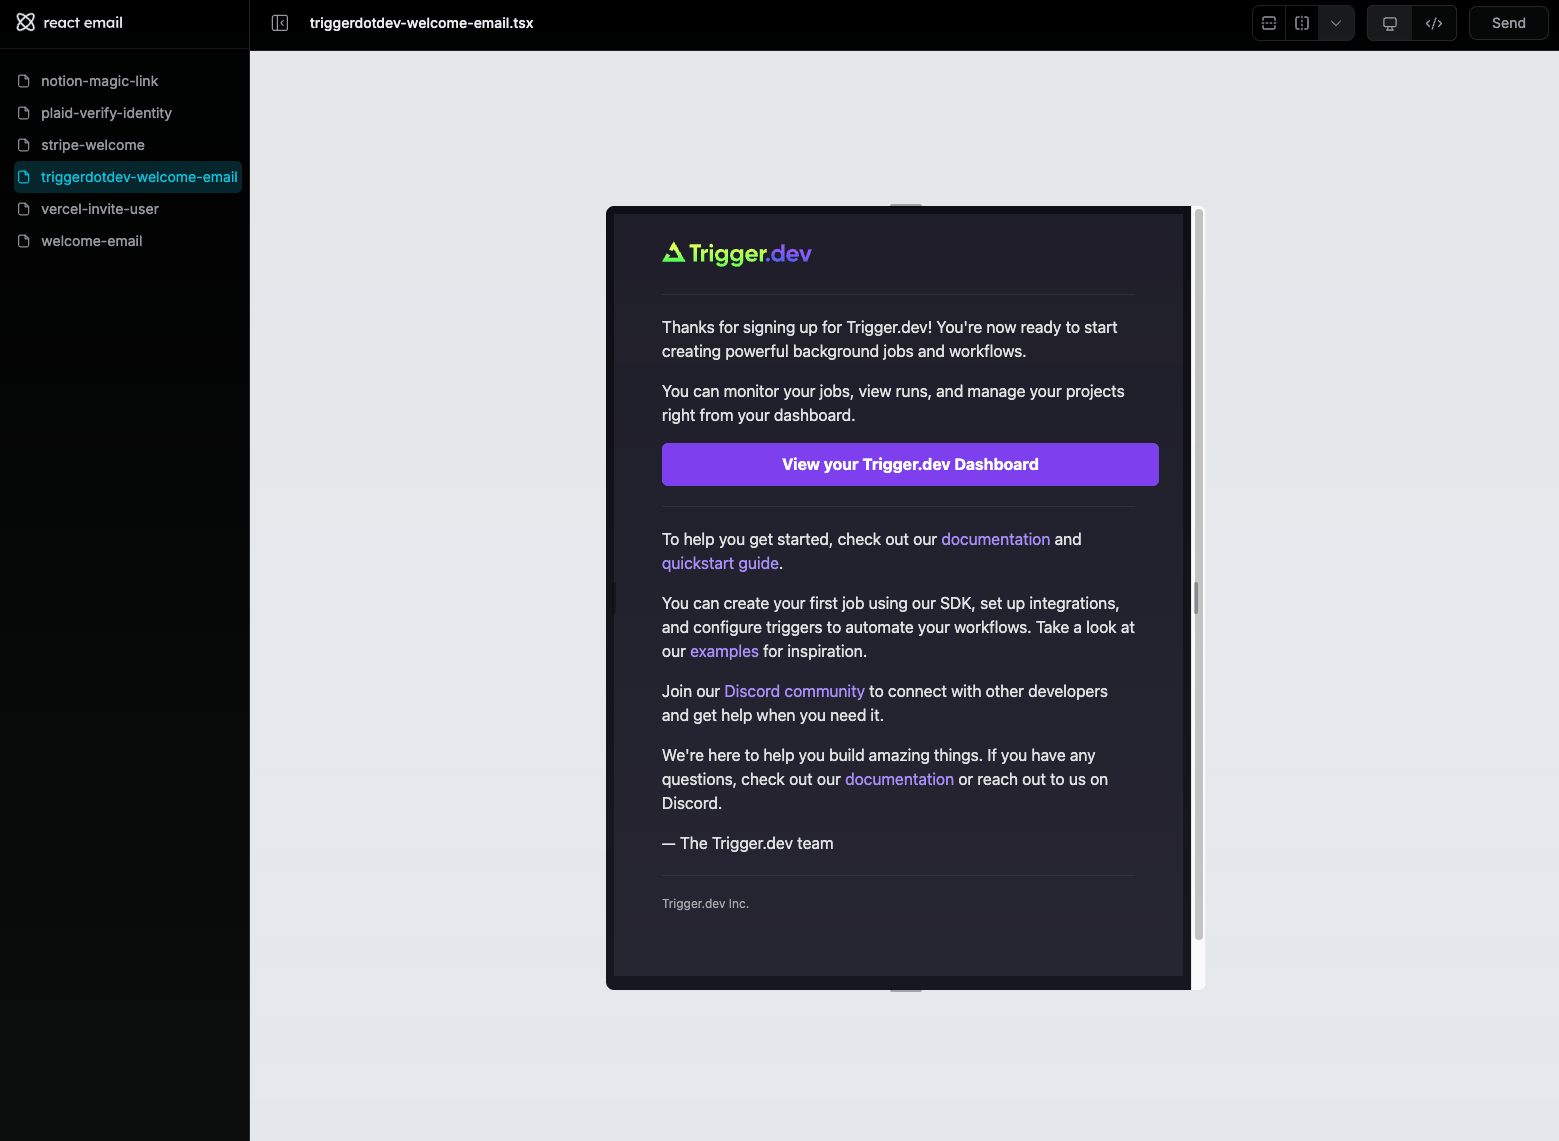 react email
triggerdotdev-welcome-email.tsx
Send
notion-magic-link
plaid-verify-identity
stripe-welcome
triggerdotdev-welcome-email
vercel-invite-user
welcome-email
Trigger.dev
Thanks for signing up for Trigger.dev! You're now ready to start
creating powerful background jobs and workflows.
You can monitor your jobs, view runs, and manage your projects
right from your dashboard.
View your Trigger.dev Dashboard
To help you get started, check out our documentation and
quickstart guide.
You can create your first job using our SDK, set up integrations,
and configure triggers to automate your workflows. Take a look at
our examples for inspiration.
Join our Discord community to connect with other developers
and get help when you need it.
We're here to help you build amazing things. If you have any
questions, check out our documentation or reach out to us on
Discord.
— The Trigger.dev team
Trigger.dev Inc.